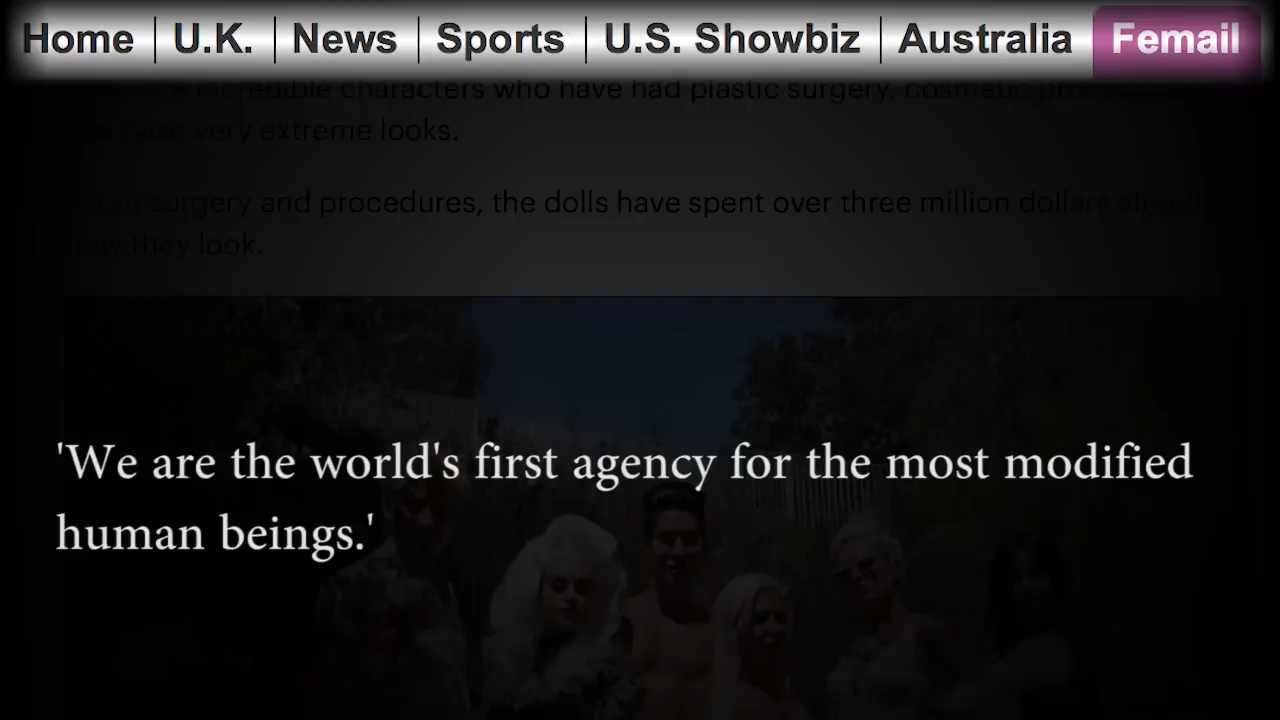 Home U.K. News Sports U.S. Showbiz Australia Femail
incredible characters who have had plastic surgery, cosmetic
have very extreme looks.
surgery and procedures, the dolls have spent over three million dollars
they look.
'We are the world's first agency for the most modified
human beings.'